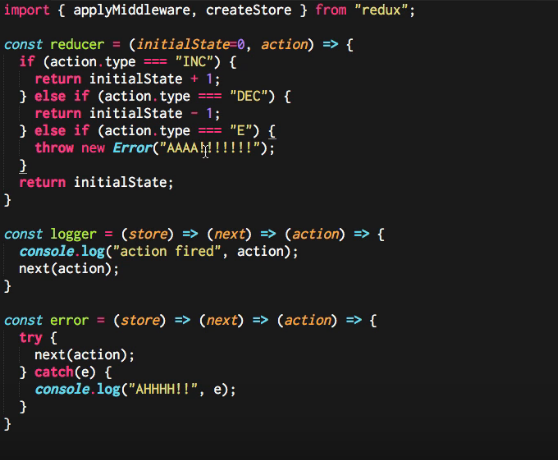 import { applyMiddleware, createStore } from "redux";
const reducer = (initialState=0, action) => {
if (action.type === "INC") {
return initialState + 1;
} else if (action.type === "DEC") {
return initialState - 1;
} else if (action.type === "E") {
throw new Error("AAAA!!!!!!!");
}
return initialState;
}
const logger = (store) => (next) => (action) => {
console.log("action fired", action);
next(action);
}
const error = (store) => (next) => (action) => {
try {
next(action);
} catch(e) {
console.log("AHHHH!!", e);
}
}